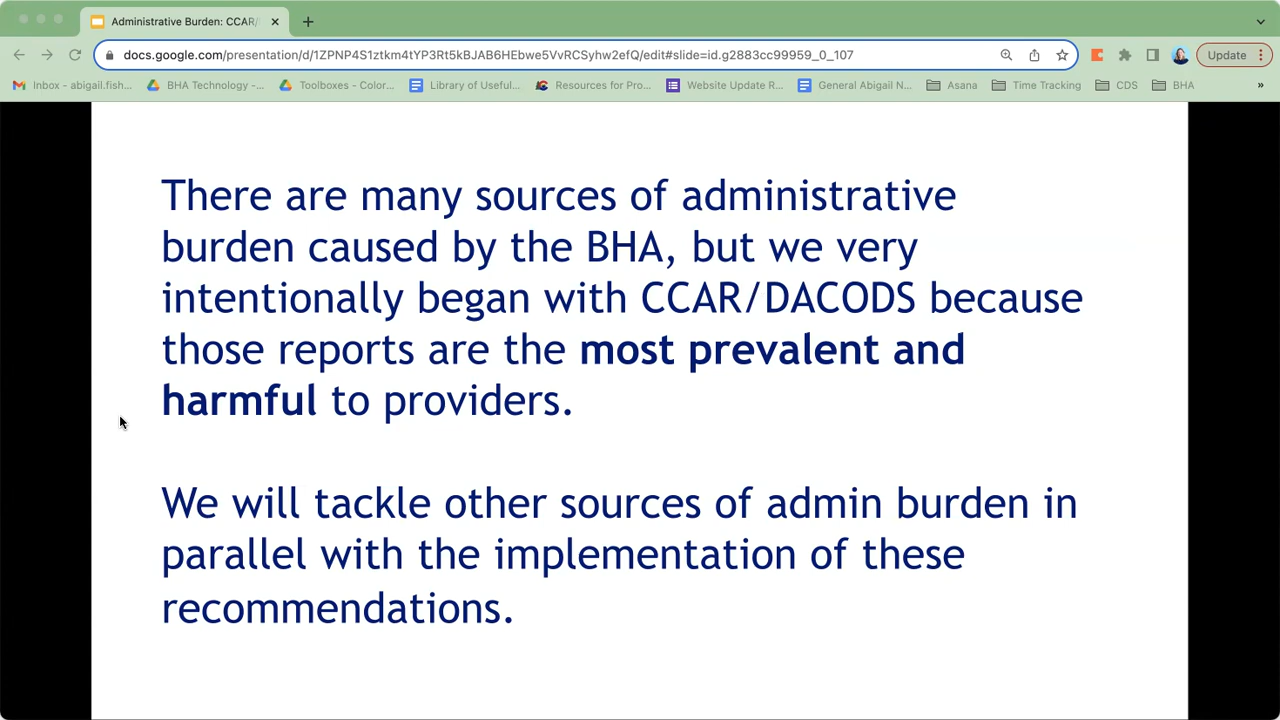 Administrative Burden: CCAR/
docs.google.com/presentation/d/1ZPNP4S1ztkm4tYP3Rt5kBJAB6HEbwe5VvRCSyhw2efQ/edit#slide=id.g2883cc99959_0_107
Update
Inbox - abigail.fish... BHA Technology -... Toolboxes - Color... Library of Useful... Resources for Pro... Website Update R... General Abigail N... Asana Time Tracking CDS BHA »
There are many sources of administrative
burden caused by the BHA, but we very
intentionally began with CCAR/DACODS because
those reports are the most prevalent and
harmful to providers.
We will tackle other sources of admin burden in
parallel with the implementation of these
recommendations.